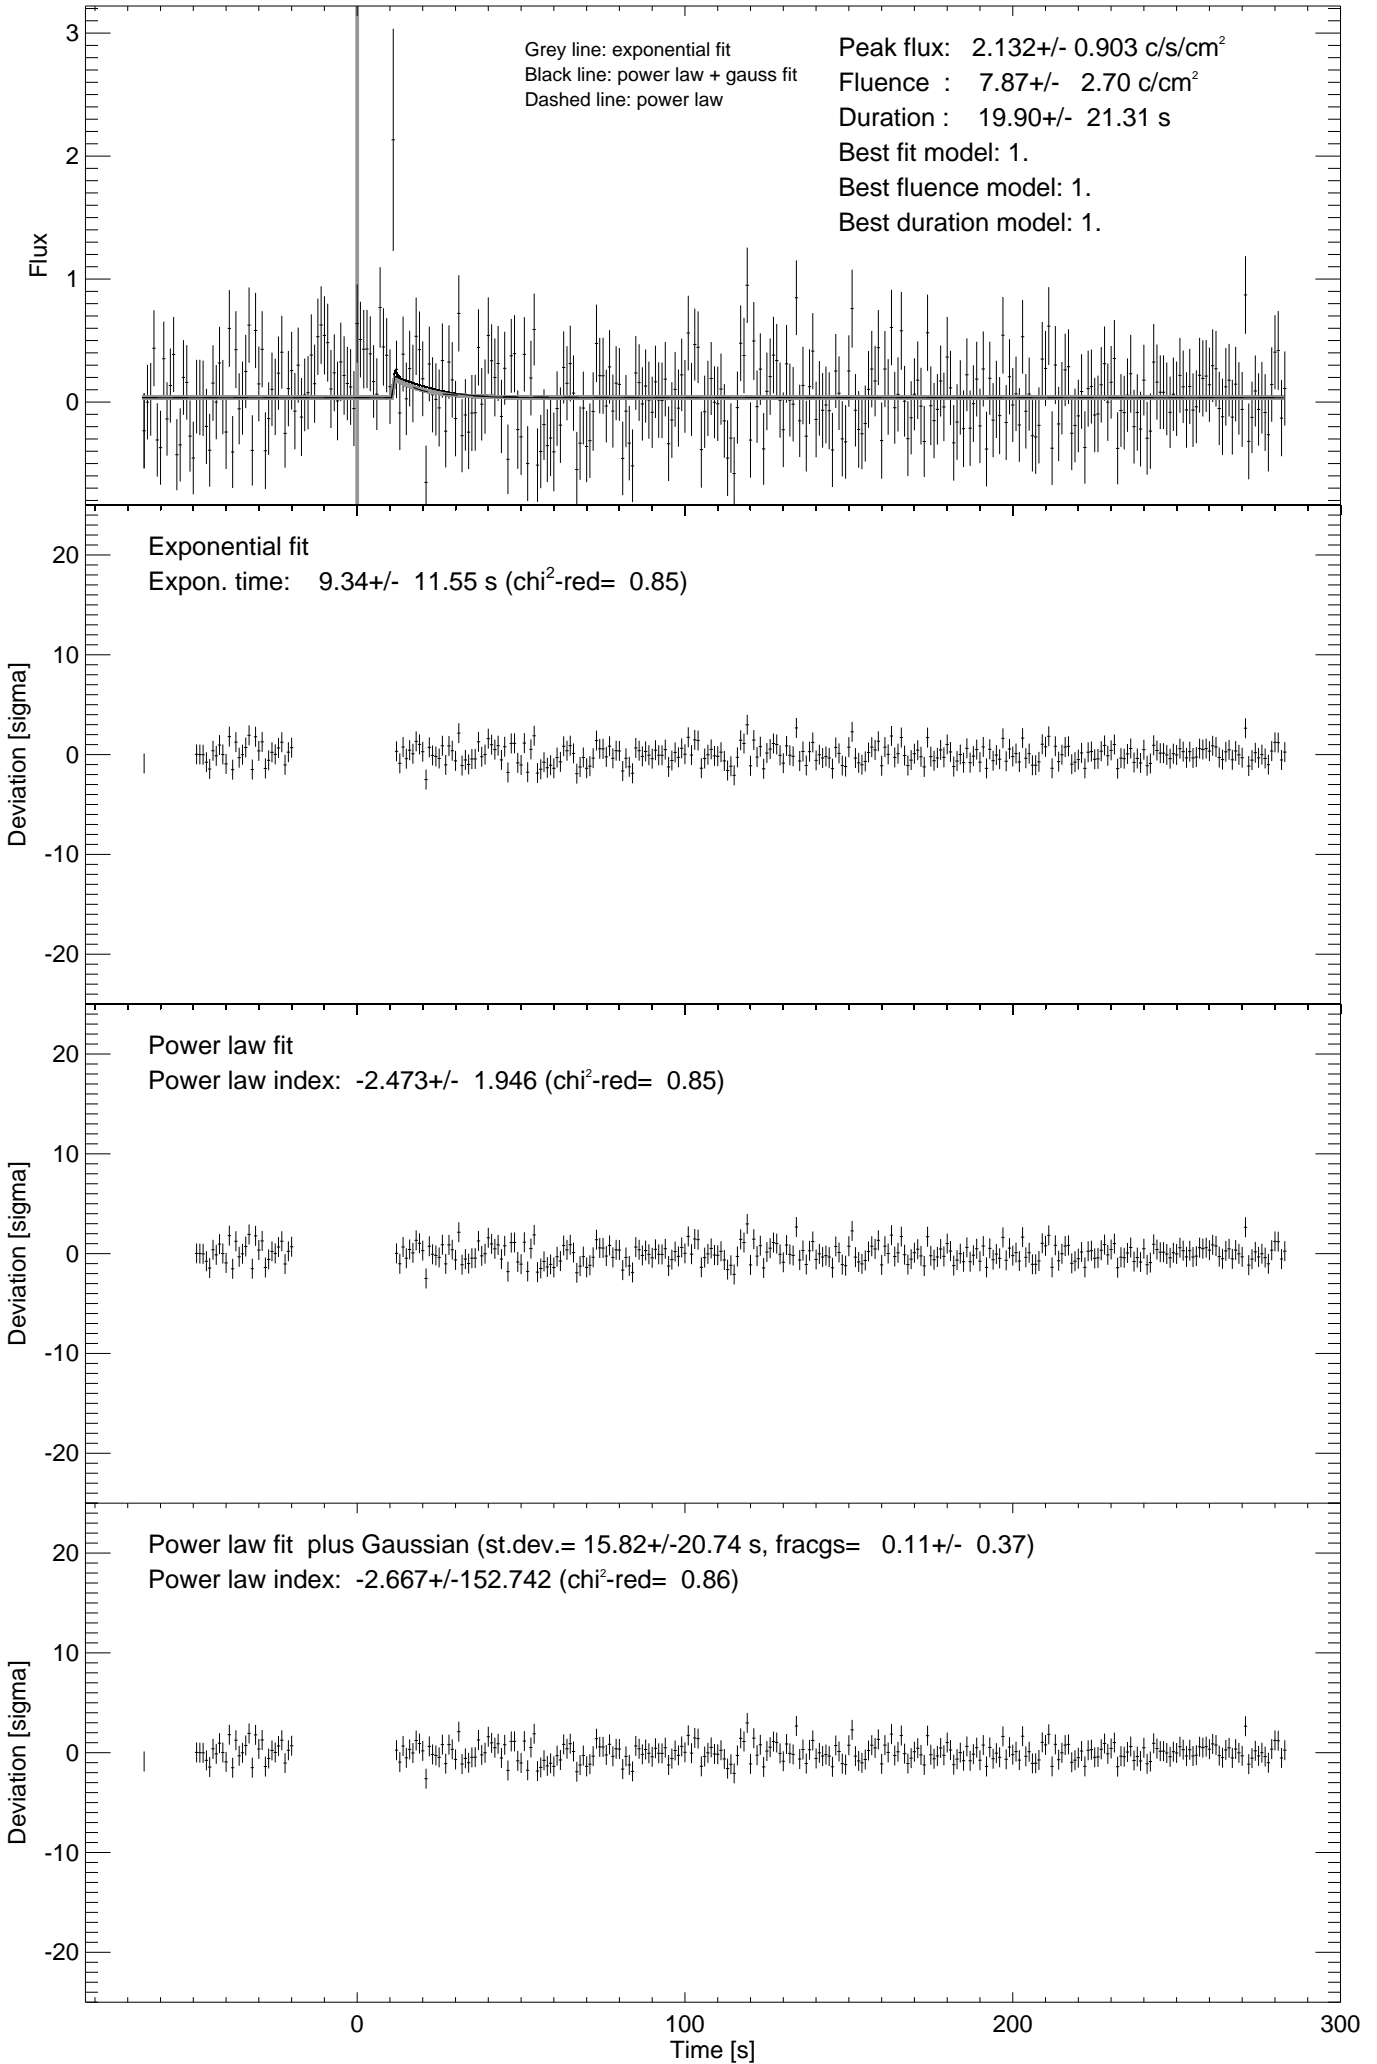 Grey line: exponential fit
Black line: power law + gauss fit
Dashed line: power law
Peak flux: 2.132+/- 0.903 c/s/cm²
Fluence : 7.87+/- 2.70 c/cm²
Duration : 19.90+/- 21.31 s
Best fit model: 1.
Best fluence model: 1.
Best duration model: 1.
3
2
1
0
Flux
Exponential fit
Expon. time: 9.34+/- 11.55 s (chi²-red= 0.85)
20
10
0
-10
-20
Deviation [sigma]
Power law fit
Power law index: -2.473+/- 1.946 (chi²-red= 0.85)
20
10
0
-10
-20
Deviation [sigma]
Power law fit plus Gaussian (st.dev.= 15.82+/-20.74 s, fracgs= 0.11+/- 0.37)
Power law index: -2.667+/-152.742 (chi²-red= 0.86)
20
10
0
-10
-20
Deviation [sigma]
0 100 200 300
Time [s]